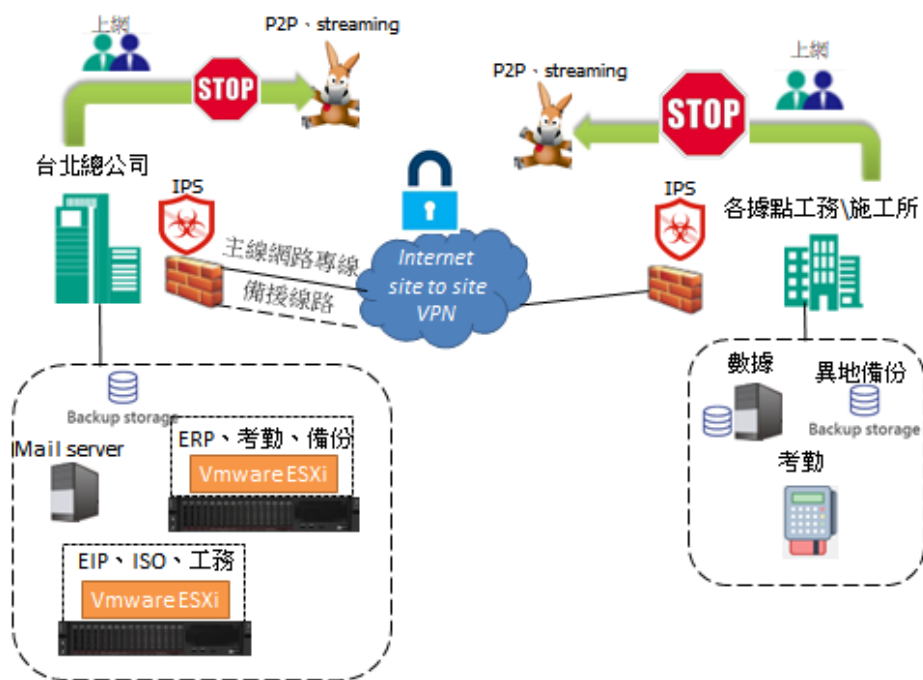 上網
P2P、streaming
STOP
台北總公司
IPS
主線網路專線
備援線路
Internet
site to site
VPN
上網
P2P、streaming
STOP
IPS
各據點工務\施工所
Backup storage
Mail server
ERP、考勤、備份
Vmware ESXi
EIP、ISO、工務
Vmware ESXi
數據
異地備份
Backup storage
考勤